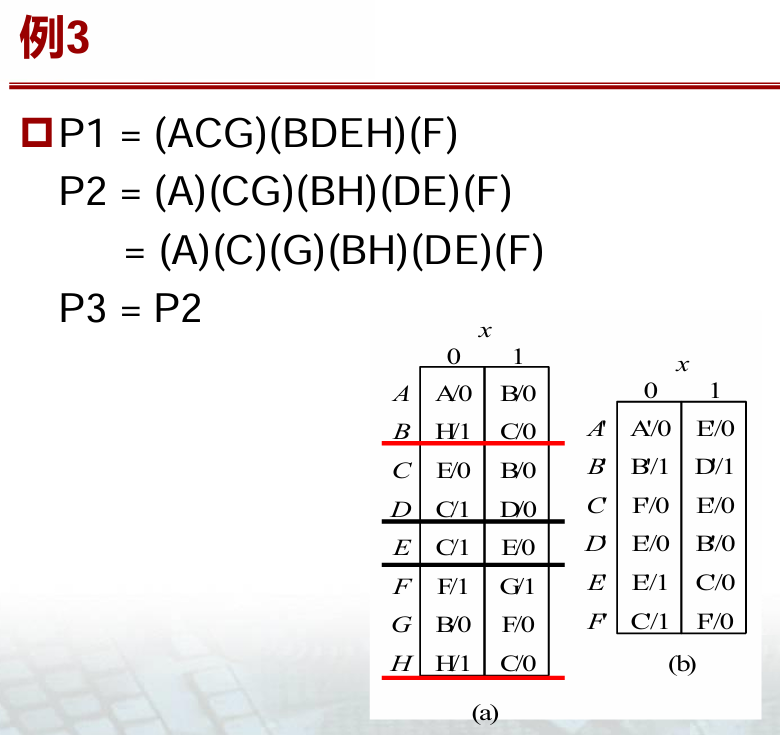 例3
P1 = (ACG)(BDEH)(F)
P2 = (A)(CG)(BH)(DE)(F)
= (A)(C)(G)(BH)(DE)(F)
P3 = P2
x
0 1
A A/0 B/0
B H/1 C/0
C E/0 B/0
D C/1 D/0
E C/1 E/0
F F/1 G/1
G B/0 F/0
H H/1 C/0
(a)
x
0 1
A' A'/0 E'/0
B' B'/1 D'/1
C' F'/0 E'/0
D' E'/0 B'/0
E' E'/1 C'/0
F' C'/1 F'/0
(b)